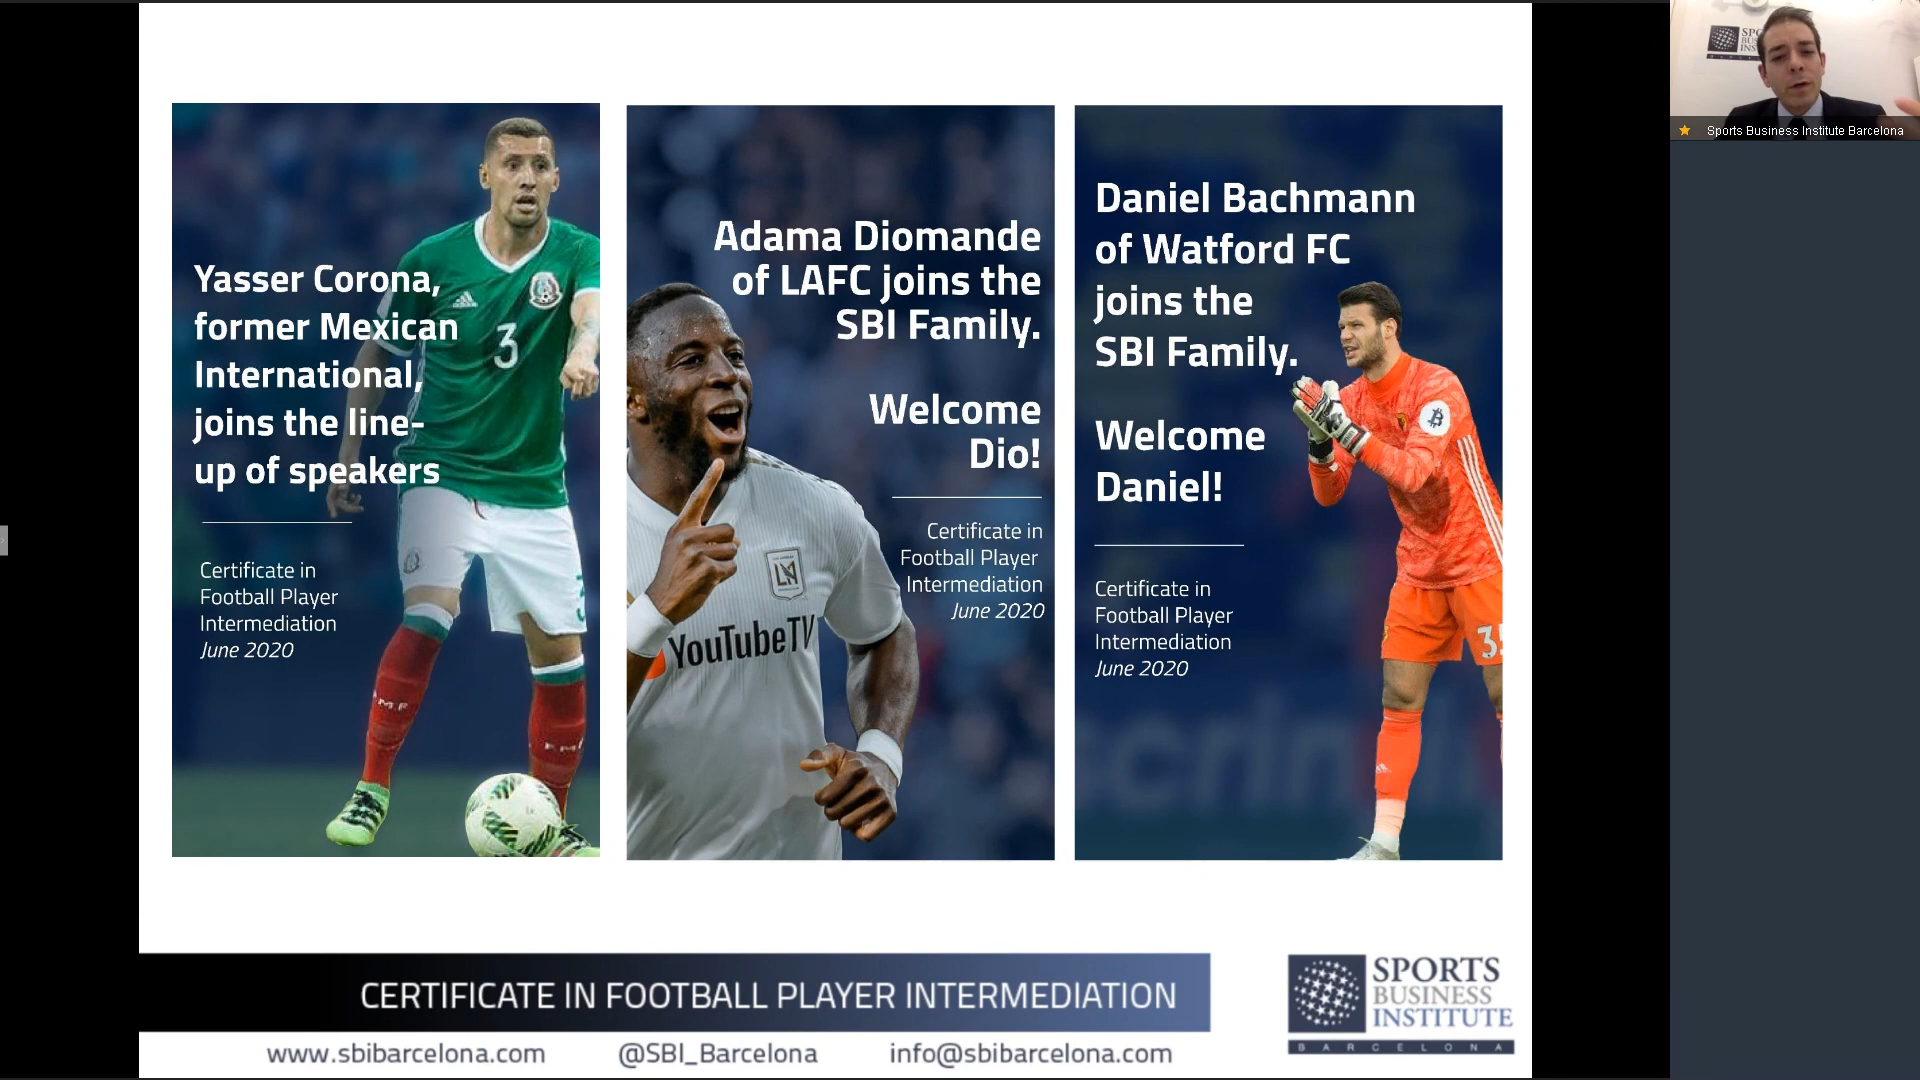 Yasser Corona,
former Mexican
International,
joins the line-
up of speakers
Certificate in
Football Player
Intermediation
June 2020
3
Adama Diomande
of LAFC joins the
SBI Family.
Welcome
Dio!
Certificate in
Football Player
Intermediation
June 2020
LA
YouTubeTV
Daniel Bachmann
of Watford FC
joins the
SBI Family.
Welcome
Daniel!
Certificate in
Football Player
Intermediation
June 2020
CERTIFICATE IN FOOTBALL PLAYER INTERMEDIATION
www.sbibarcelona.com
@SBI_Barcelona
info@sbibarcelona.com
SPORTS
BUSINESS
INSTITUTE
BARCELONA
Sports Business Institute Barcelona